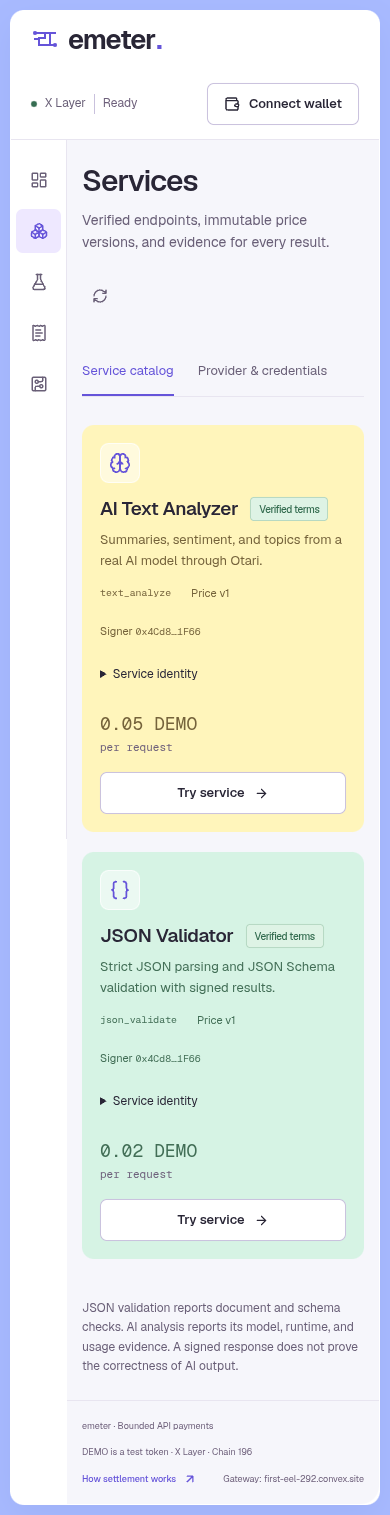 emeter.
X Layer
Ready
Connect wallet
Services
Verified endpoints, immutable price
versions, and evidence for every result.
Service catalog
Provider & credentials
AI Text Analyzer
Verified terms
Summaries, sentiment, and topics from a
real AI model through Otari.
text_analyze
Price v1
Signer 0x4Cd8…1F66
Service identity
0.05 DEMO
per request
Try service
JSON Validator
Verified terms
Strict JSON parsing and JSON Schema
validation with signed results.
json_validate
Price v1
Signer 0x4Cd8…1F66
Service identity
0.02 DEMO
per request
Try service
JSON validation reports document and schema
checks. AI analysis reports its model, runtime, and
usage evidence. A signed response does not prove
the correctness of AI output.
emeter · Bounded API payments
DEMO is a test token · X Layer · Chain 196
How settlement works
Gateway: first-eel-292.convex.site